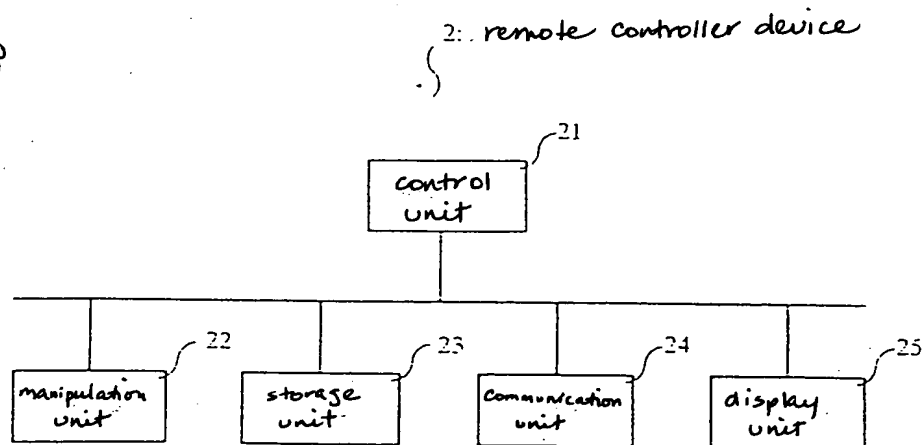 2: remote controller device
21
control
unit
22
manipulation
unit
23
storage
unit
24
communication
unit
25
display
unit